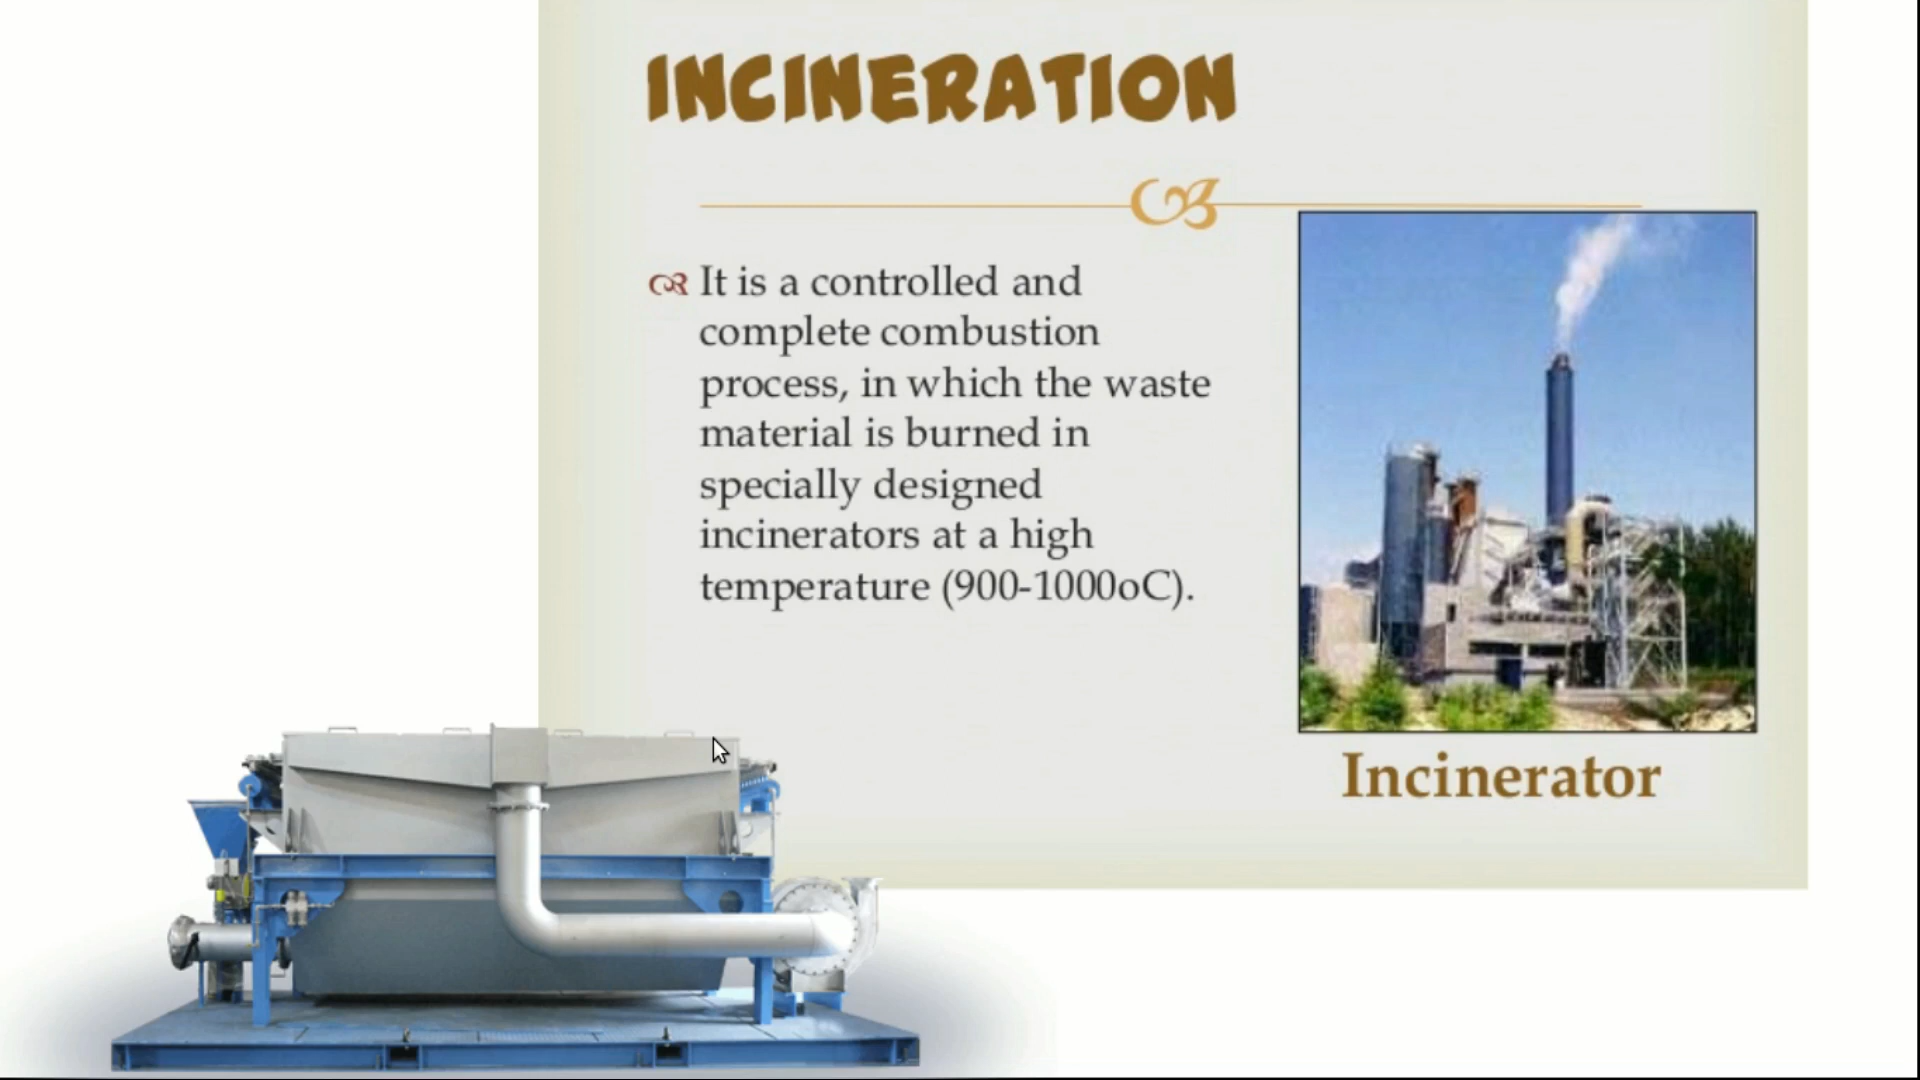 INCINERATION
It is a controlled and
complete combustion
process, in which the waste
material is burned in
specially designed
incinerators at a high
temperature (900-1000oC).
Incinerator